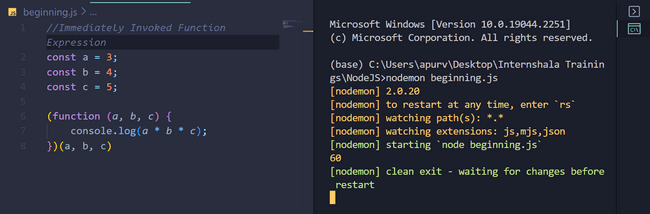 beginning.js > ...
1 //Immediately Invoked Function
Expression
2 const a = 3;
3 const b = 4;
4 const c = 5;
5
6 (function (a, b, c) {
7 console.log(a * b * c);
8 })(a, b, c)
Microsoft Windows [Version 10.0.19044.2251]
(c) Microsoft Corporation. All rights reserved.
(base) C:\Users\apurv\Desktop\Internshala Trainin
gs\NodeJS>nodemon beginning.js
[nodemon] 2.0.20
[nodemon] to restart at any time, enter `rs`
[nodemon] watching path(s): *.*
[nodemon] watching extensions: js,mjs,json
[nodemon] starting `node beginning.js`
60
[nodemon] clean exit - waiting for changes before
restart